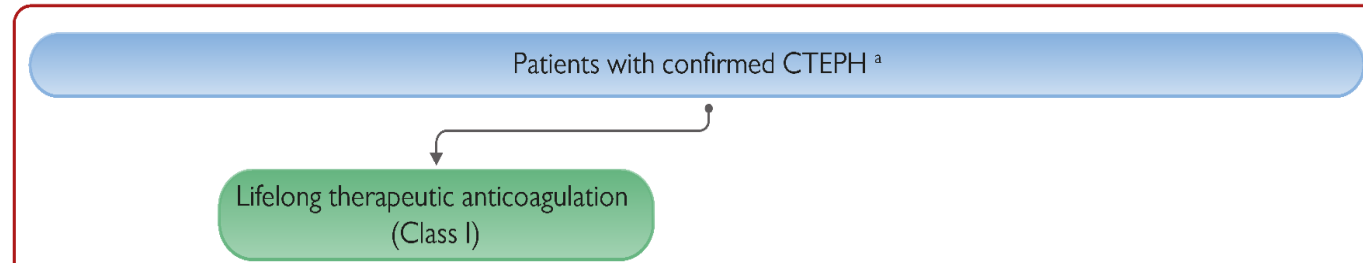 Patients with confirmed CTEPH ᵃ
Lifelong therapeutic anticoagulation
(Class I)